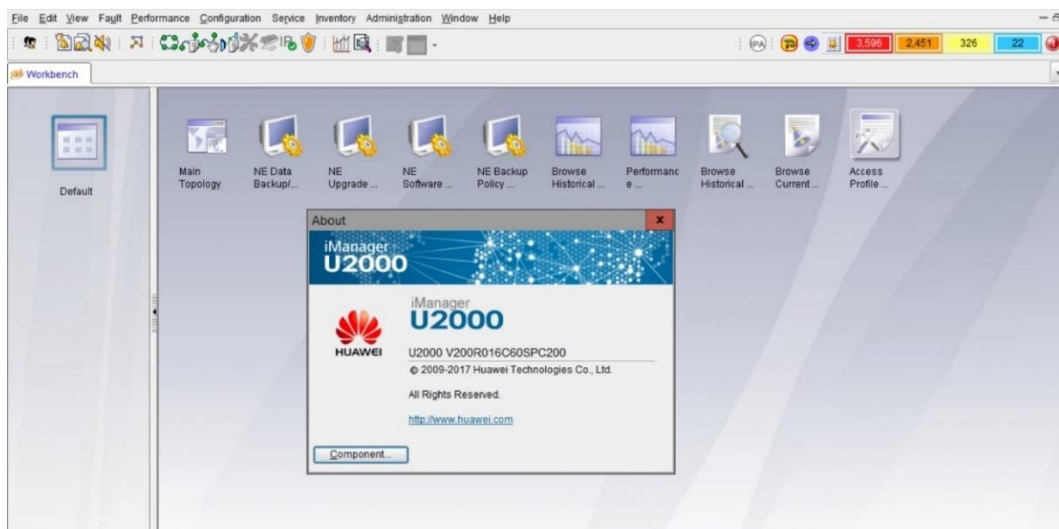 File Edit View Fault Performance Configuration Service Inventory Administration Window Help
3,596 2,451 326 22
Workbench
Default
Main Topology
NE Data Backup/...
NE Upgrade ...
NE Software ...
NE Backup Policy ...
Browse Historical ...
Performanc e ...
Browse Historical ...
Browse Current ...
Access Profile ...
About
iManager
U2000
iManager
U2000
HUAWEI
U2000 V200R016C60SPC200
© 2009-2017 Huawei Technologies Co., Ltd.
All Rights Reserved.
http://www.huawei.com
Component...